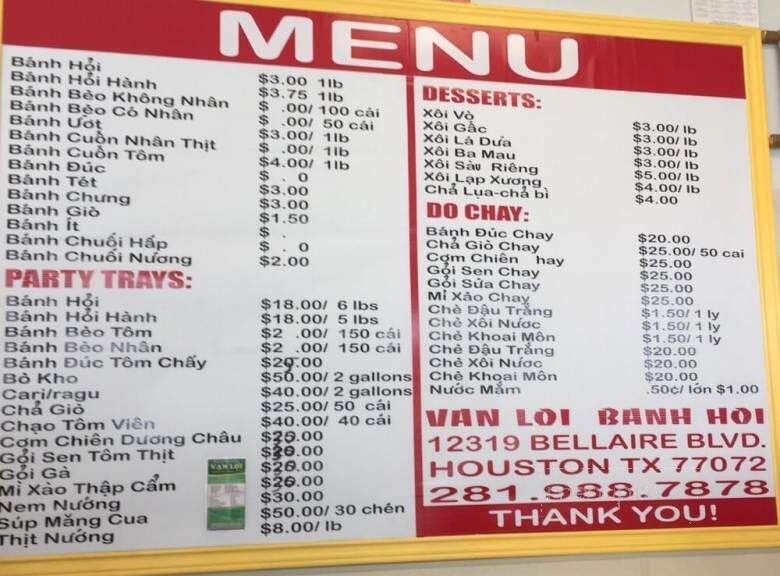 MENU
Bánh Hỏi $3.00 1lb
Bánh Hỏi Hành $3.75 1lb
Bánh Bèo Không Nhân $ .00/ 100 cái
Bánh Bèo Có Nhân $ .00/ 50 cái
Bánh Ướt $3.00/ 1lb
Bánh Cuốn Nhân Thịt $ .00/ 1lb
Bánh Cuốn Tôm $4.00/ 1lb
Bánh Đúc $ . 0
Bánh Tét $3.00
Bánh Chưng $3.00
Bánh Giò $1.50
Bánh Ít $ .
Bánh Chuối Hấp $ . 0
Bánh Chuối Nướng $2.00
PARTY TRAYS:
Bánh Hỏi $18.00/ 6 lbs
Bánh Hỏi Hành $18.00/ 5 lbs
Bánh Bèo Tôm $2 .00/ 150 cái
Bánh Bèo Nhân $2 .00/ 150 cái
Bánh Đúc Tôm Chấy $20.00
Bò Kho $50.00/ 2 gallons
Cari/ragu $40.00/ 2 gallons
Chả Giò $25.00/ 50 cái
Chạo Tôm Viên $40.00/ 40 cái
Cơm Chiên Dương Châu
Gỏi Sen Tôm Thịt
Gỏi Gà
Mì Xào Thập Cẩm
Nem Nướng $30.00
Súp Măng Cua $50.00/ 30 chén
Thịt Nướng $8.00/ lb
VAN LOI
DESSERTS:
Xôi Vò $3.00/ lb
Xôi Gấc $3.00/ lb
Xôi Lá Dứa $3.00/ lb
Xôi Ba Mau $3.00/ lb
Xôi Sàu Riêng $5.00/ lb
Xôi Lạp Xương $4.00/ lb
Chả Lụa-chả bì $4.00
DO CHAY:
Bánh Đúc Chay $20.00
Chả Giò Chay $25.00/ 50 cai
Cơm Chiên hay $25.00
Gỏi Sen Chay $25.00
Gỏi Sứa Chay $25.00
Mì Xào Chay $25.00
Chè Đậu Trắng $1.50/ 1 ly
Chè Xôi Nước $1.50/ 1 ly
Chè Khoai Môn $1.50/ 1 ly
Chè Đậu Trắng $20.00
Chè Xôi Nước $20.00
Chè Khoai Môn $20.00
Nước Mắm .50¢/ lớn $1.00
VAN LOI BANH HOI
12319 BELLAIRE BLVD.
HOUSTON TX 77072
281.988.7878
THANK YOU!